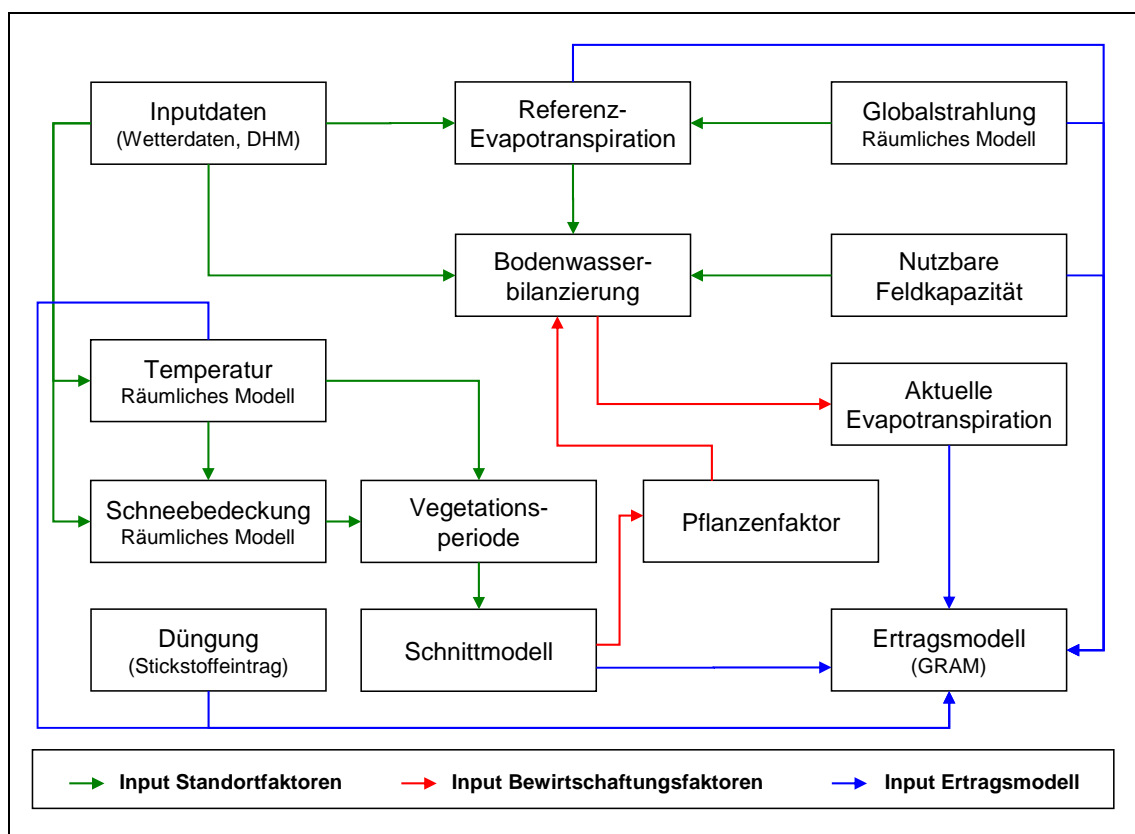 Inputdaten
(Wetterdaten, DHM)
Referenz-
Evapotranspiration
Globalstrahlung
Räumliches Modell
Bodenwasser-
bilanzierung
Nutzbare
Feldkapazität
Temperatur
Räumliches Modell
Aktuelle
Evapotranspiration
Schneebedeckung
Räumliches Modell
Vegetations-
periode
Pflanzenfaktor
Düngung
(Stickstoffeintrag)
Schnittmodell
Ertragsmodell
(GRAM)
Input Standortfaktoren
Input Bewirtschaftungsfaktoren
Input Ertragsmodell